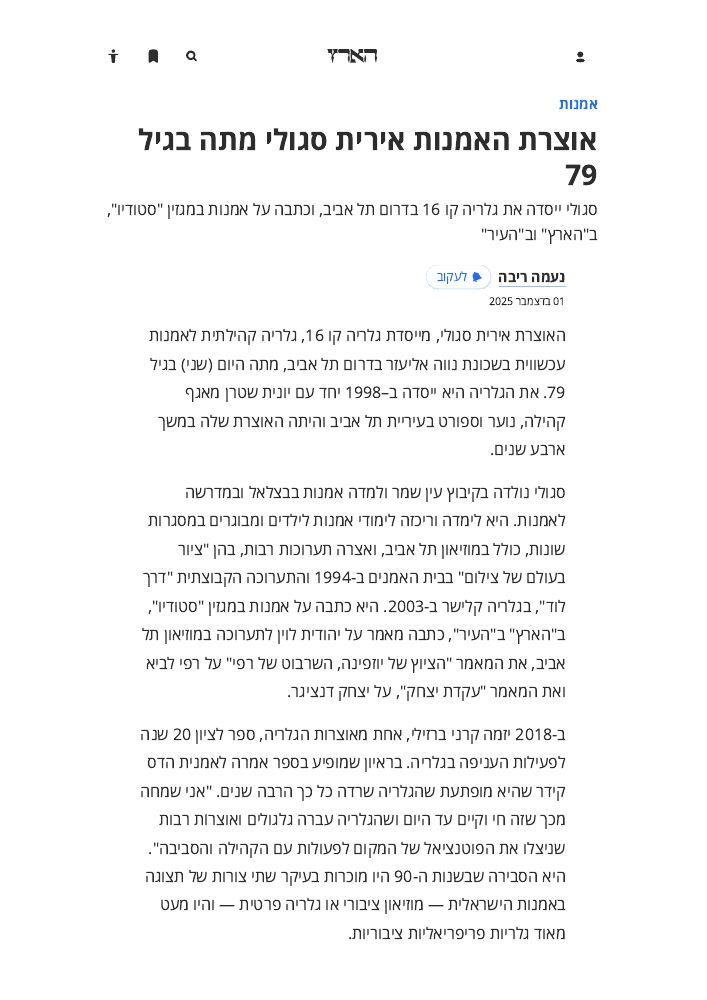 הארץ
אמנות
אוצרת האמנות אירית סגולי מתה בגיל
79
סגולי ייסדה את גלריה קו 16 בדרום תל אביב, וכתבה על אמנות במגזין "סטודיו",
ב"הארץ" וב"העיר"
נעמה ריבה לעקוב
01 בדצמבר 2025
האוצרת אירית סגולי, מייסדת גלריה קו 16, גלריה קהילתית לאמנות
עכשווית בשכונת נווה אליעזר בדרום תל אביב, מתה היום (שני) בגיל
79. את הגלריה היא ייסדה ב–1998 יחד עם יונית שטרן מאגף
קהילה, נוער וספורט בעיריית תל אביב והיתה האוצרת שלה במשך
ארבע שנים.
סגולי נולדה בקיבוץ עין שמר ולמדה אמנות בבצלאל ובמדרשה
לאמנות. היא לימדה וריכזה לימודי אמנות לילדים ומבוגרים במסגרות
שונות, כולל במוזיאון תל אביב, ואצרה תערוכות רבות, בהן "ציור
בעולם של צילום" בבית האמנים ב-1994 והתערוכה הקבוצתית "דרך
לוד", בגלריה קלישר ב-2003. היא כתבה על אמנות במגזין "סטודיו",
ב"הארץ" ב"העיר", כתבה מאמר על יהודית לוין לתערוכה במוזיאון תל
אביב, את המאמר "הציוץ של יוזפינה, השרבוט של רפי" על רפי לביא
ואת המאמר "עקדת יצחק", על יצחק דנציגר.
ב-2018 יזמה קרני ברזילי, אחת מאוצרות הגלריה, ספר לציון 20 שנה
לפעילות העניפה בגלריה. בראיון שמופיע בספר אמרה לאמנית הדס
קידר שהיא מופתעת שהגלריה שרדה כל כך הרבה שנים. "אני שמחה
מכך שזה חי וקיים עד היום ושהגלריה עברה גלגולים ואוצרות רבות
שניצלו את הפוטנציאל של המקום לפעולות עם הקהילה והסביבה".
היא הסבירה שבשנות ה-90 היו מוכרות בעיקר שתי צורות של תצוגה
באמנות הישראלית — מוזיאון ציבורי או גלריה פרטית — והיו מעט
מאוד גלריות פריפריאליות ציבוריות.